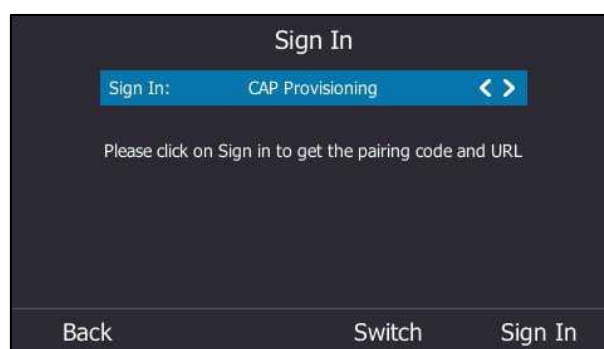 Sign In
Sign In: CAP Provisioning < >
Please click on Sign in to get the pairing code and URL
Back Switch Sign In